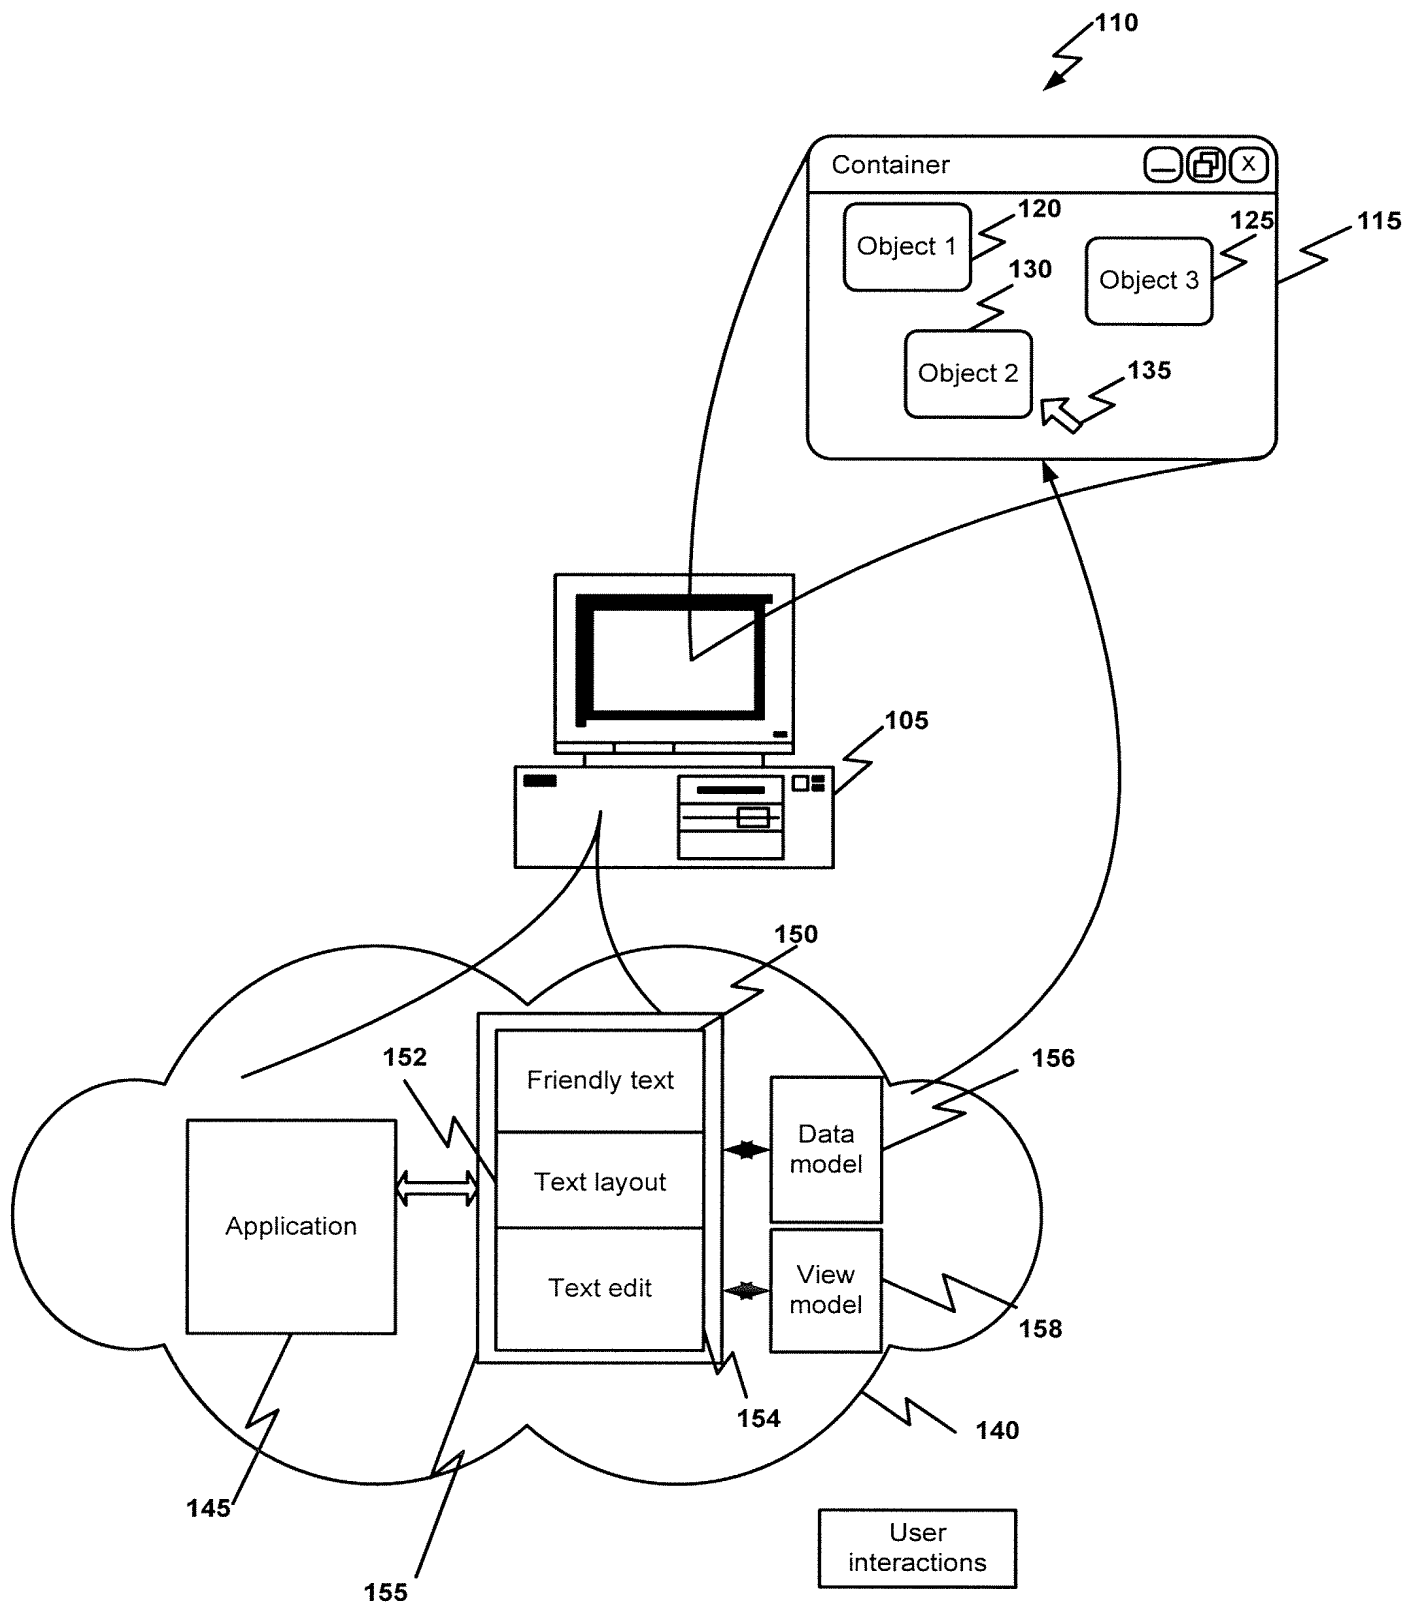 110
Container
X
120
125
115
Object 1
130
Object 3
Object 2
135
105
150
152
156
Friendly text
Data
model
Text layout
Application
View
model
Text edit
158
154
140
145
User
interactions
155